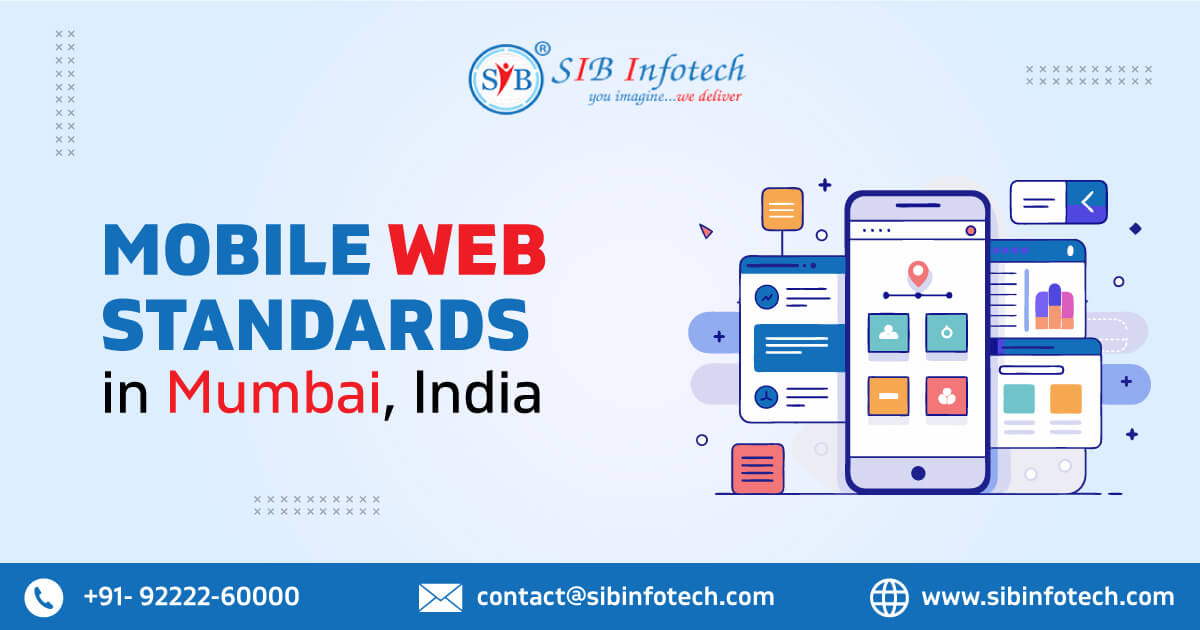 SIB ®
SIB Infotech
you imagine...we deliver
MOBILE WEB
STANDARDS
in Mumbai, India
+91- 92222-60000
contact@sibinfotech.com
www.sibinfotech.com